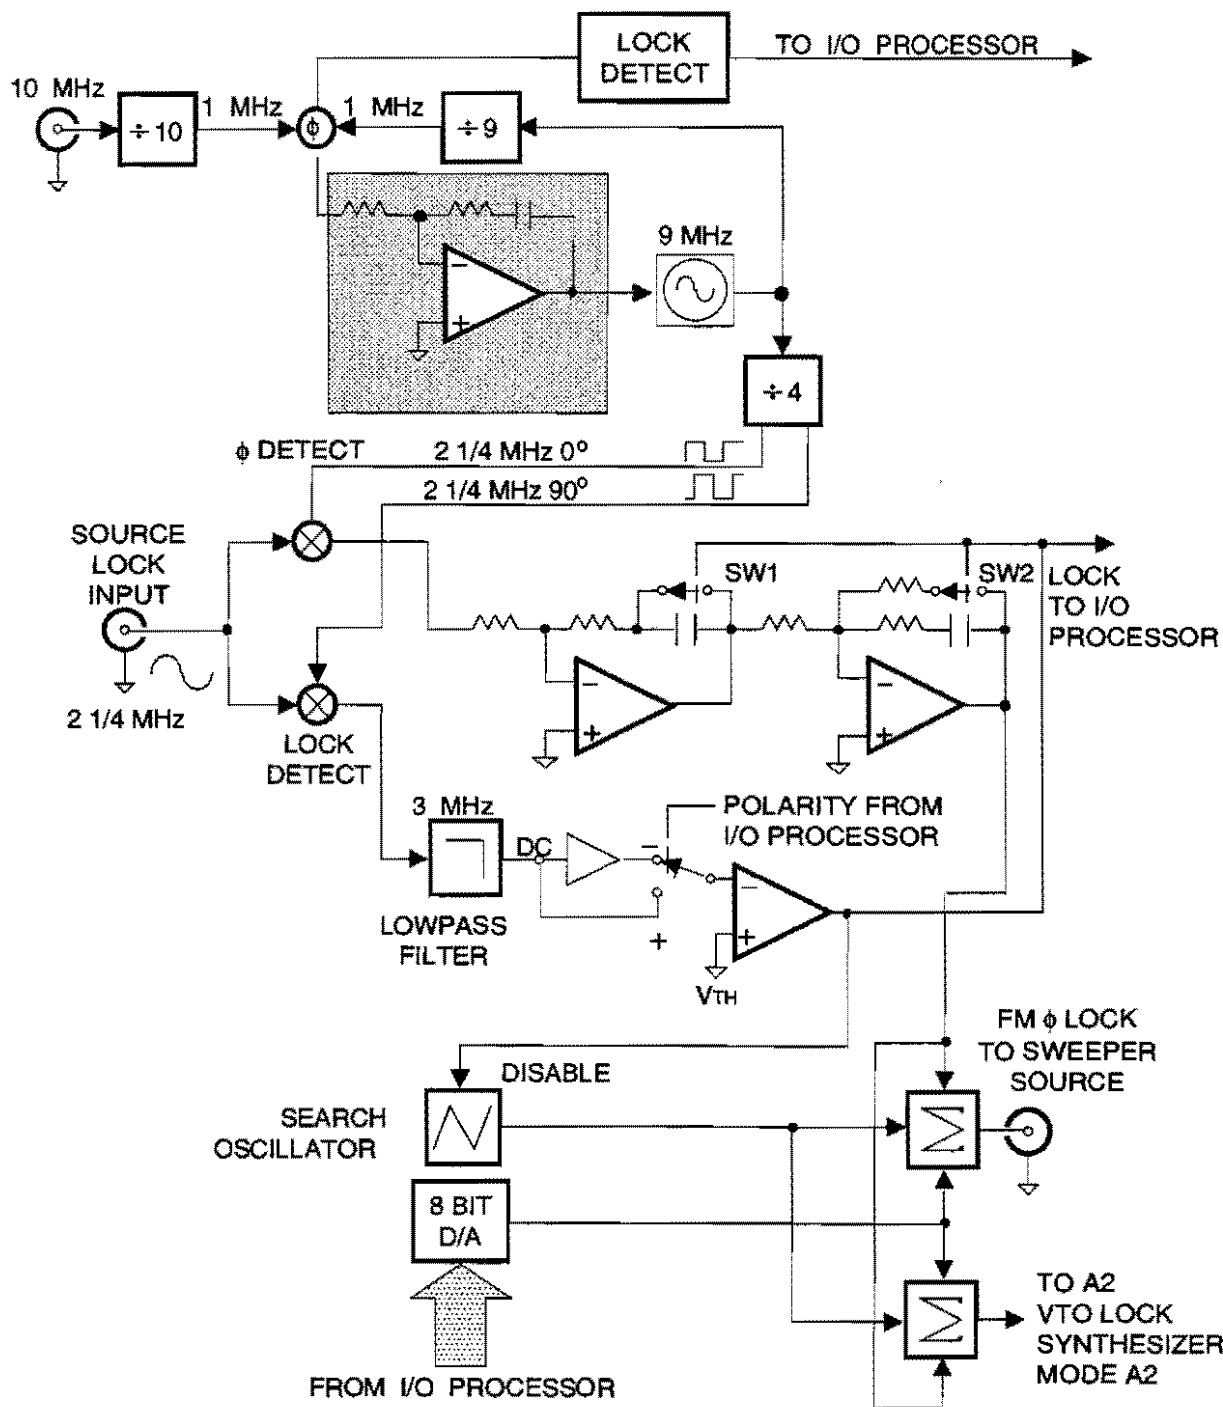 LOCK
DETECT
TO I/O PROCESSOR
10 MHz
1 MHz
1 MHz
÷ 10
ϕ
÷ 9
9 MHz
−
+
÷ 4
ϕ DETECT
2 1/4 MHz 0°
2 1/4 MHz 90°
SOURCE
LOCK
INPUT
SW1
SW2
LOCK
TO I/O
PROCESSOR
2 1/4 MHz
−
+
−
+
LOCK
DETECT
3 MHz
POLARITY FROM
I/O PROCESSOR
DC
−
−
+
+
LOWPASS
FILTER
VTH
FM ϕ LOCK
TO SWEEPER
SOURCE
DISABLE
SEARCH
OSCILLATOR
Σ
8 BIT
D/A
Σ
TO A2
VTO LOCK
SYNTHESIZER
MODE A2
FROM I/O PROCESSOR